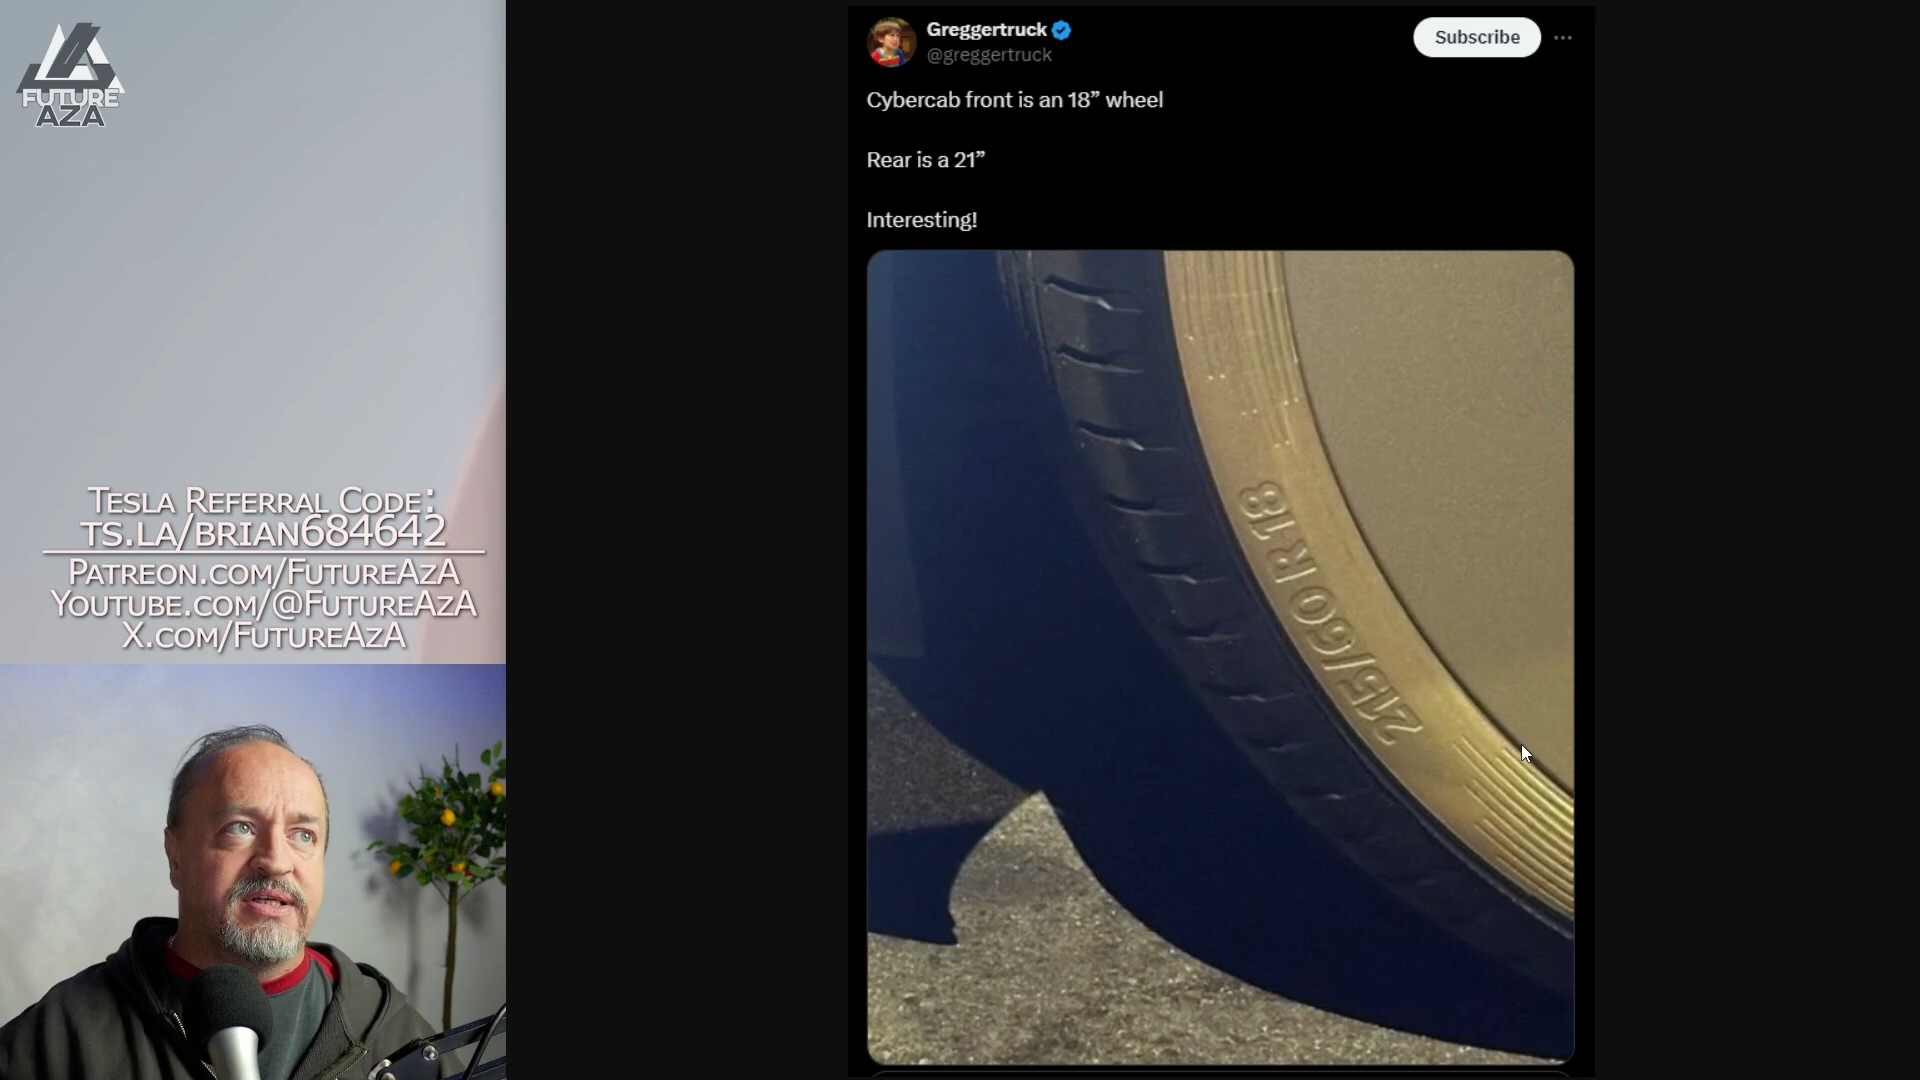 FUTURE
AZA
Tesla Referral Code:
ts.la/brian684642
Patreon.com/FutureAzA
Youtube.com/@FutureAzA
X.com/FutureAzA
Greggertruck
@greggertruck
Subscribe
Cybercab front is an 18” wheel
Rear is a 21”
Interesting!
215/60 R 18